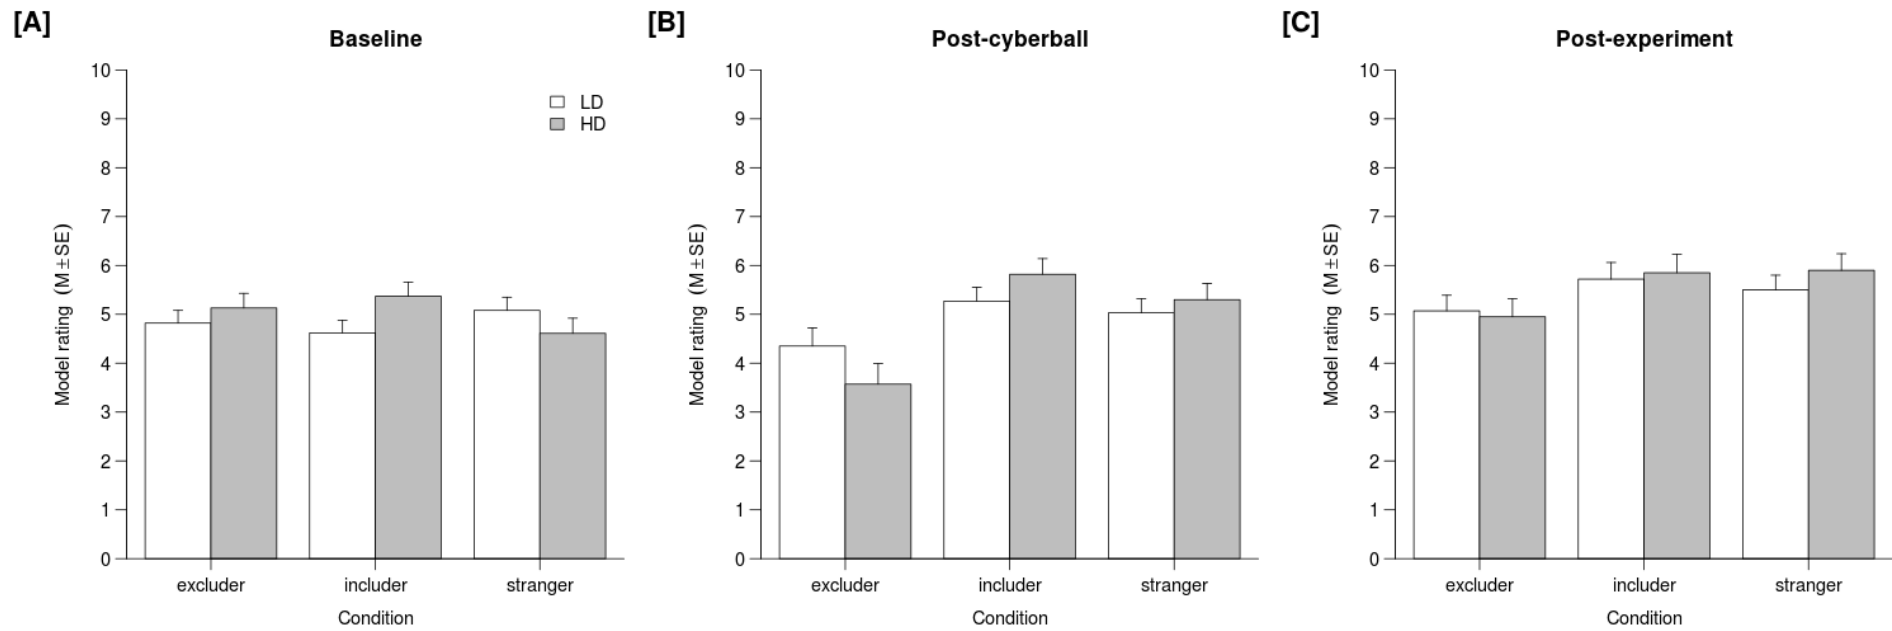 [A]
Baseline
10
9
8
7
6
5
4
3
2
1
0
Model rating (M±SE)
LD
HD
excluder includer stranger
Condition
[B]
Post-cyberball
10
9
8
7
6
5
4
3
2
1
0
Model rating (M±SE)
excluder includer stranger
Condition
[C]
Post-experiment
10
9
8
7
6
5
4
3
2
1
0
Model rating (M±SE)
excluder includer stranger
Condition